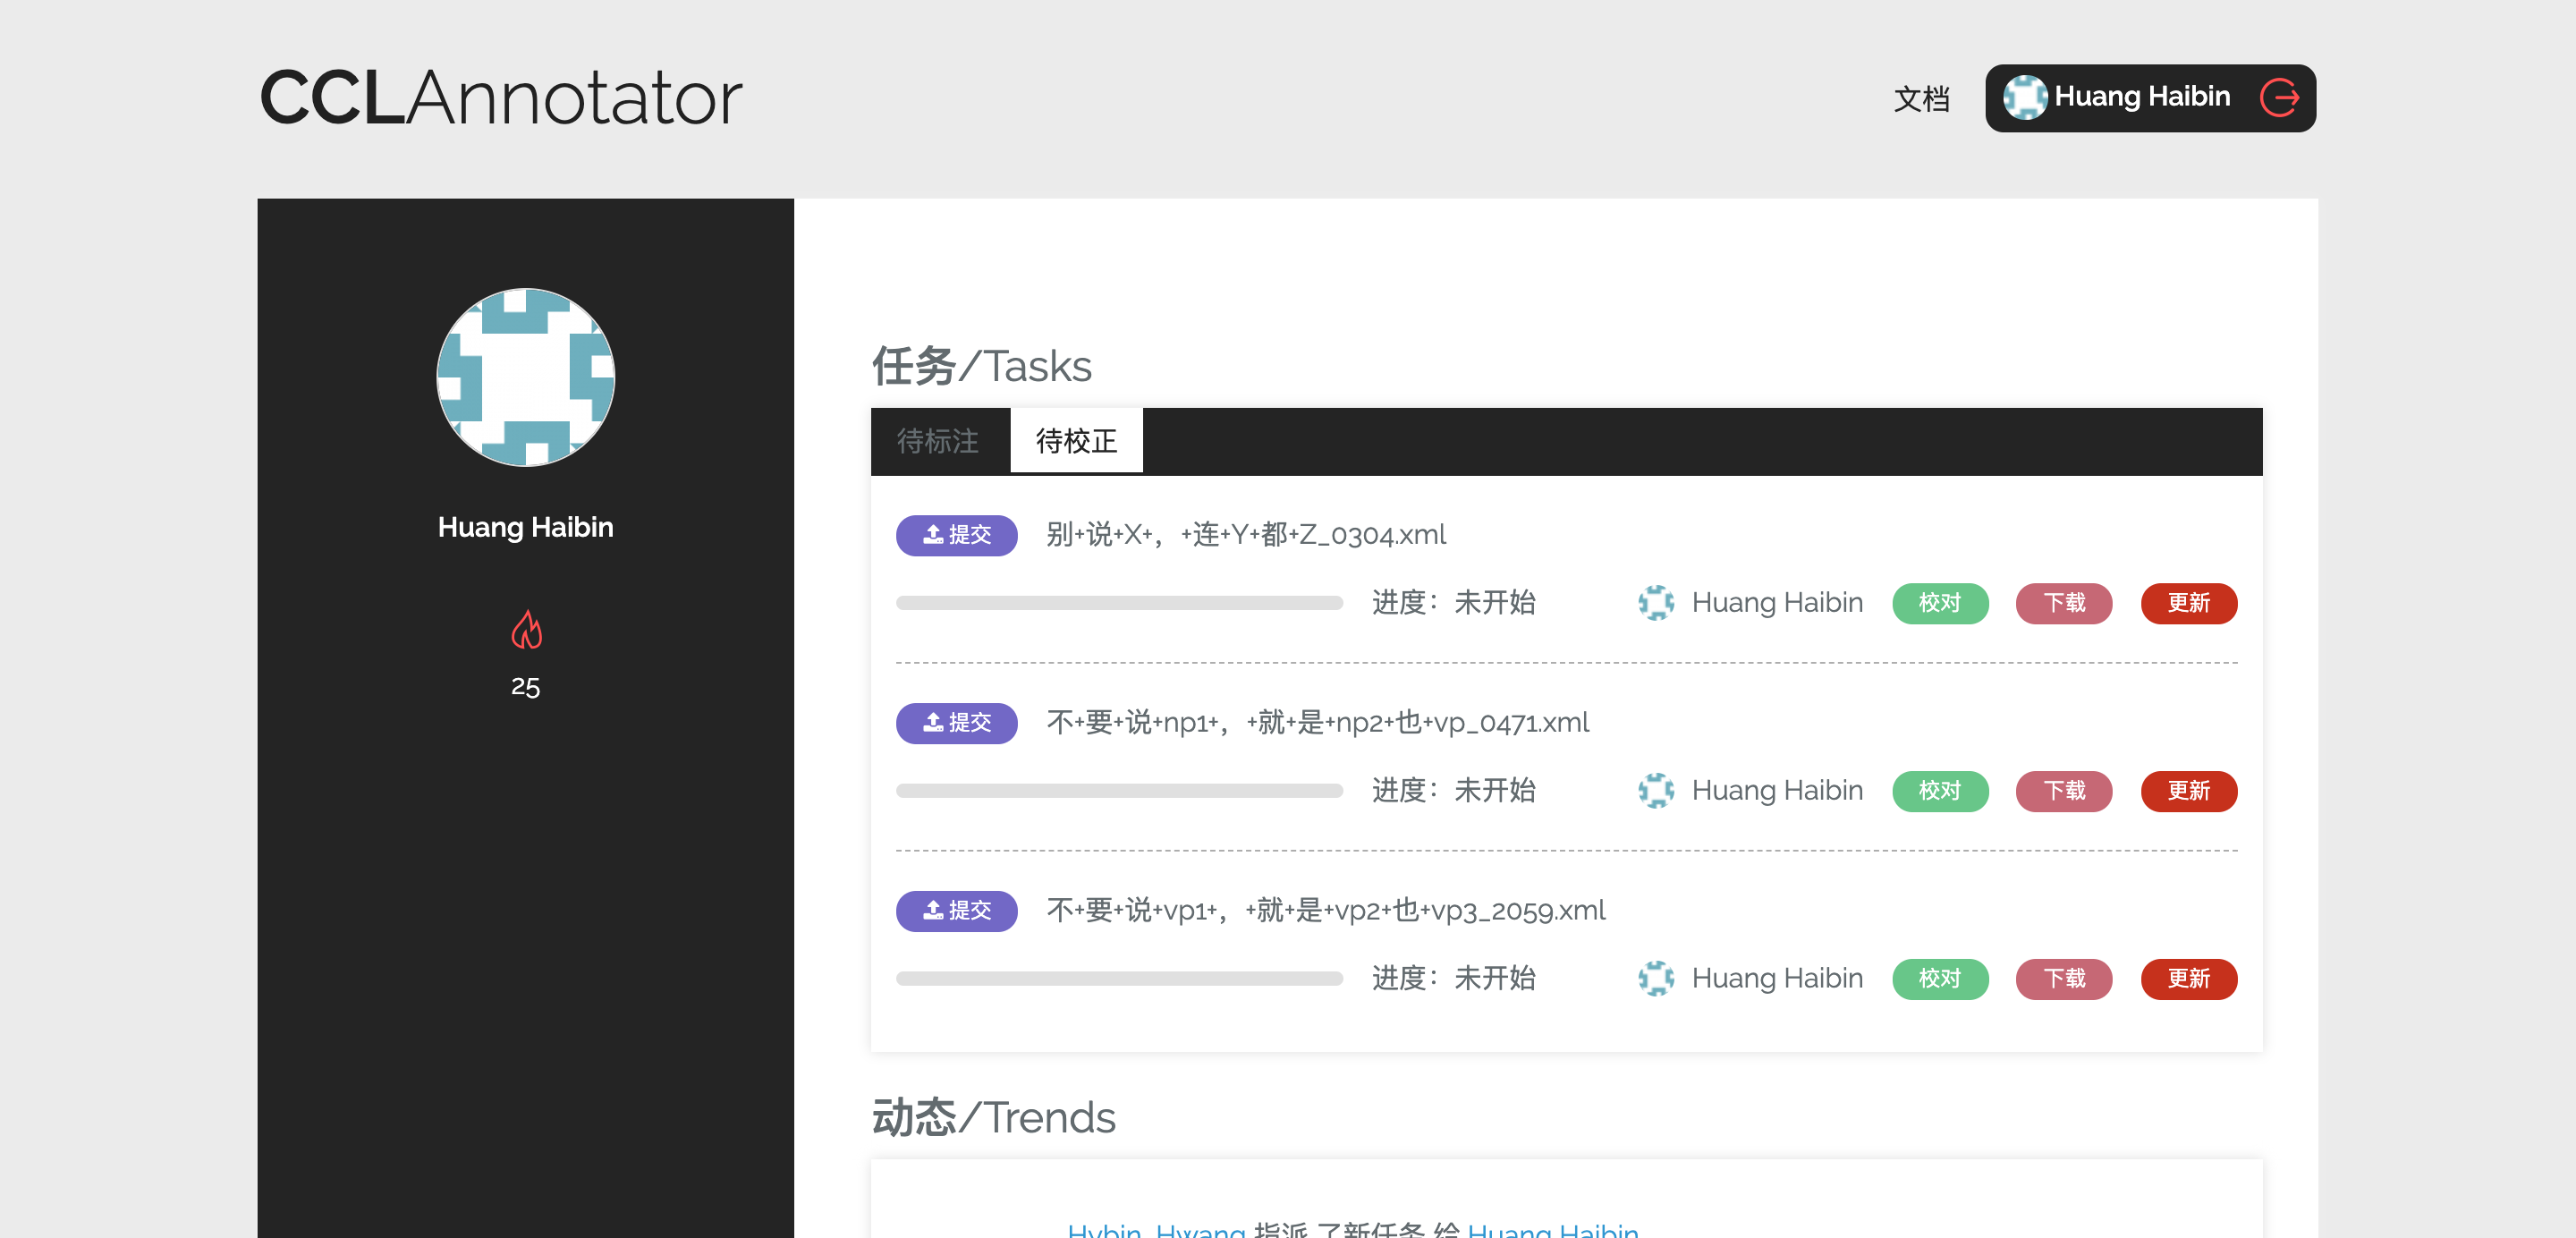 CCLAnnotator
文档 Huang Haibin
Huang Haibin
25
任务/Tasks
待标注 待校正
提交 别+说+X+，+连+Y+都+Z_0304.xml
进度：未开始 Huang Haibin 校对 下载 更新
提交 不+要+说+np1+，+就+是+np2+也+vp_0471.xml
进度：未开始 Huang Haibin 校对 下载 更新
提交 不+要+说+vp1+，+就+是+vp2+也+vp3_2059.xml
进度：未开始 Huang Haibin 校对 下载 更新
动态/Trends
Hybin_Hwang 指派 了新任务 给 Huang Haibin